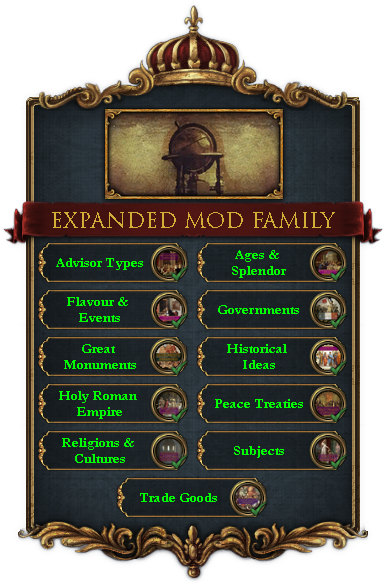 EXPANDED MOD FAMILY
Advisor Types
Ages &
Splendor
Flavour &
Events
Governments
Great
Monuments
Historical
Ideas
Holy Roman
Empire
Peace Treaties
Religions &
Cultures
Subjects
Trade Goods